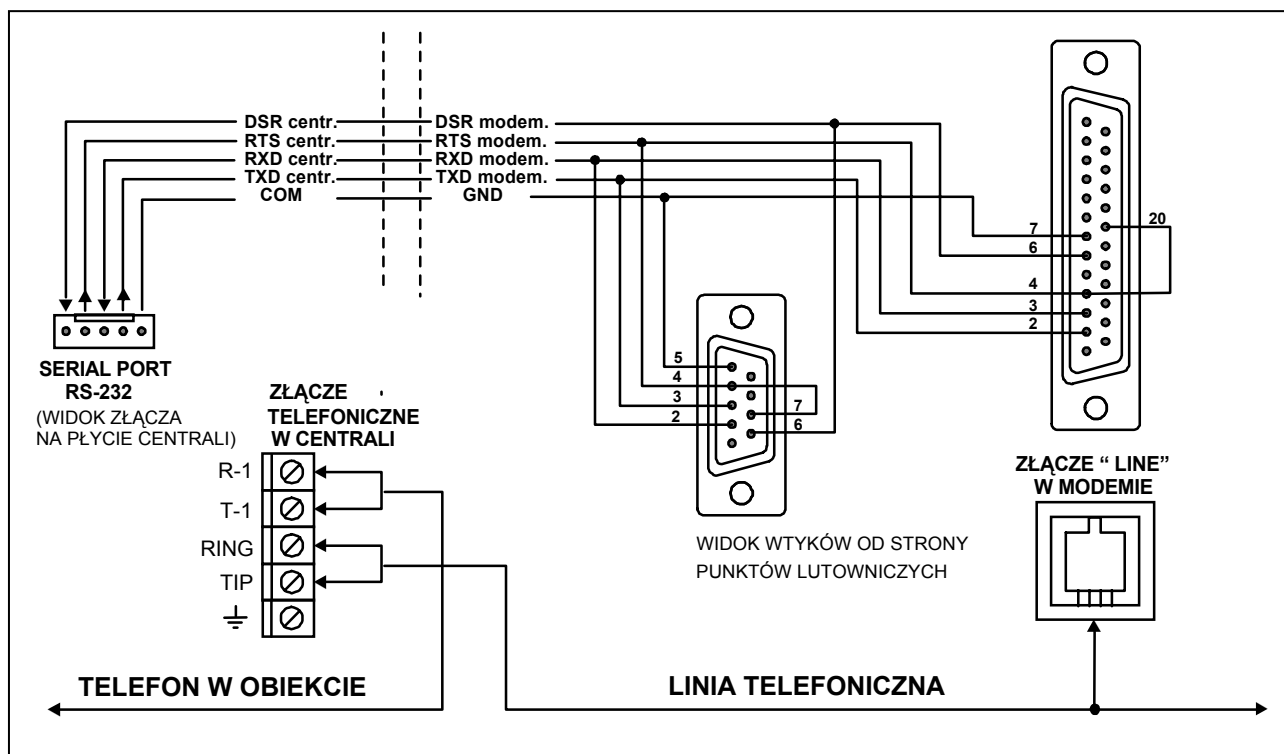 DSR centr. DSR modem.
RTS centr. RTS modem.
RXD centr. RXD modem.
TXD centr. TXD modem.
COM GND
20
7
6
4
3
2
SERIAL PORT
RS-232
(WIDOK ZŁĄCZA
NA PŁYCIE CENTRALI)
ZŁĄCZE
TELEFONICZNE
W CENTRALI
R-1
T-1
RING
TIP
5
4
3
2
7
6
WIDOK WTYKÓW OD STRONY
PUNKTÓW LUTOWNICZYCH
ZŁĄCZE “ LINE”
W MODEMIE
TELEFON W OBIEKCIE
LINIA TELEFONICZNA